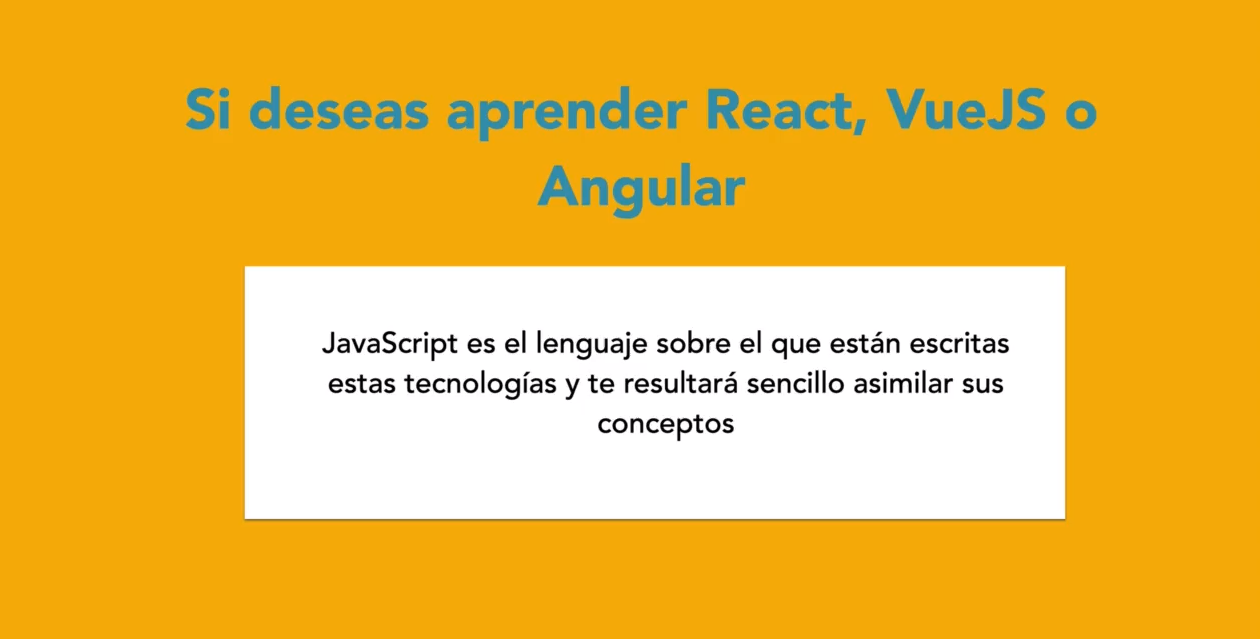 Si deseas aprender React, VueJS o
Angular
JavaScript es el lenguaje sobre el que están escritas
estas tecnologías y te resultará sencillo asimilar sus
conceptos